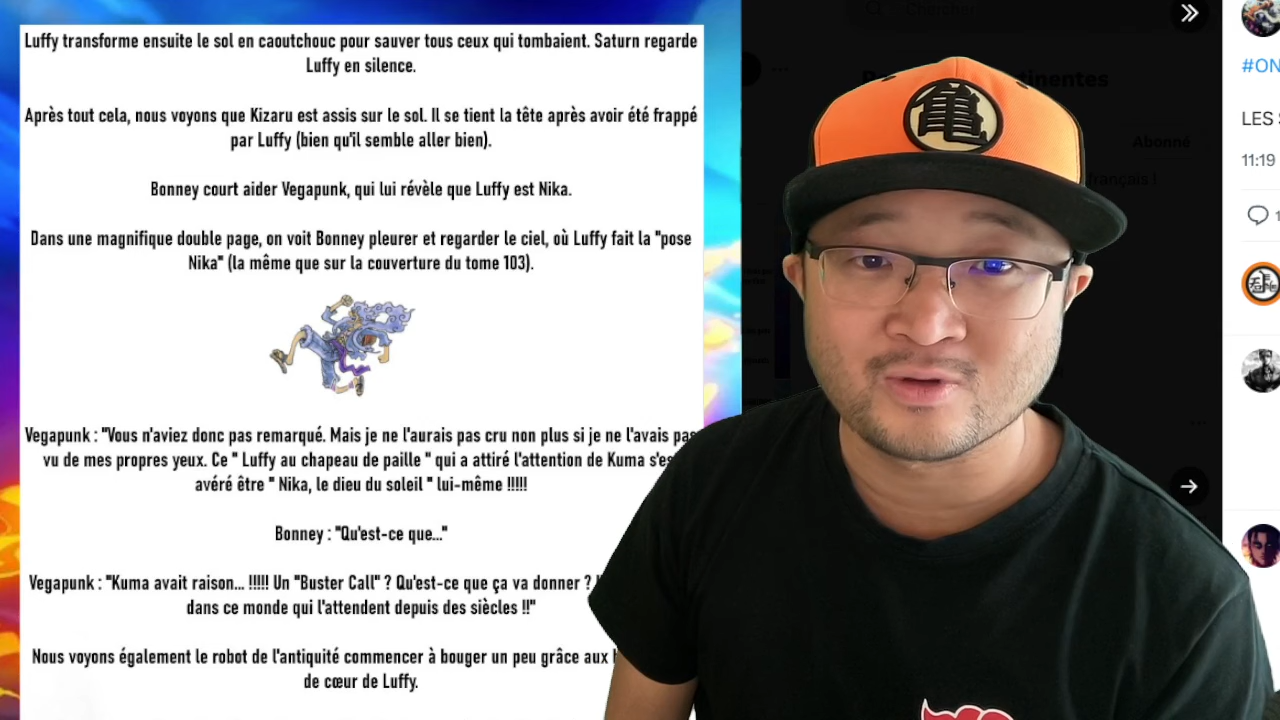 Luffy transforme ensuite le sol en caoutchouc pour sauver tous ceux qui tombaient. Saturn regarde
Luffy en silence.
Après tout cela, nous voyons que Kizaru est assis sur le sol. Il se tient la tête après avoir été frappé
par Luffy (bien qu'il semble aller bien).
Bonney court aider Vegapunk, qui lui révèle que Luffy est Nika.
Dans une magnifique double page, on voit Bonney pleurer et regarder le ciel, où Luffy fait la "pose
Nika" (la même que sur la couverture du tome 103).
Vegapunk : "Vous n'aviez donc pas remarqué. Mais je ne l'aurais pas cru non plus si je ne l'avais pas
vu de mes propres yeux. Ce " Luffy au chapeau de paille " qui a attiré l'attention de Kuma
avéré être " Nika, le dieu du soleil " lui-même !!!!!
Bonney : "Qu'est-ce que..."
Vegapunk : "Kuma avait raison... !!!!! Un "Buster Call" ? Qu'est-ce que ça va donner ?
dans ce monde qui l'attendent depuis des siècles !!"
Nous voyons également le robot de l'antiquité commencer à bouger un peu grâce aux
de cœur de Luffy.
Chercher
Abonné
français !
亀
#ON
LES
11:19